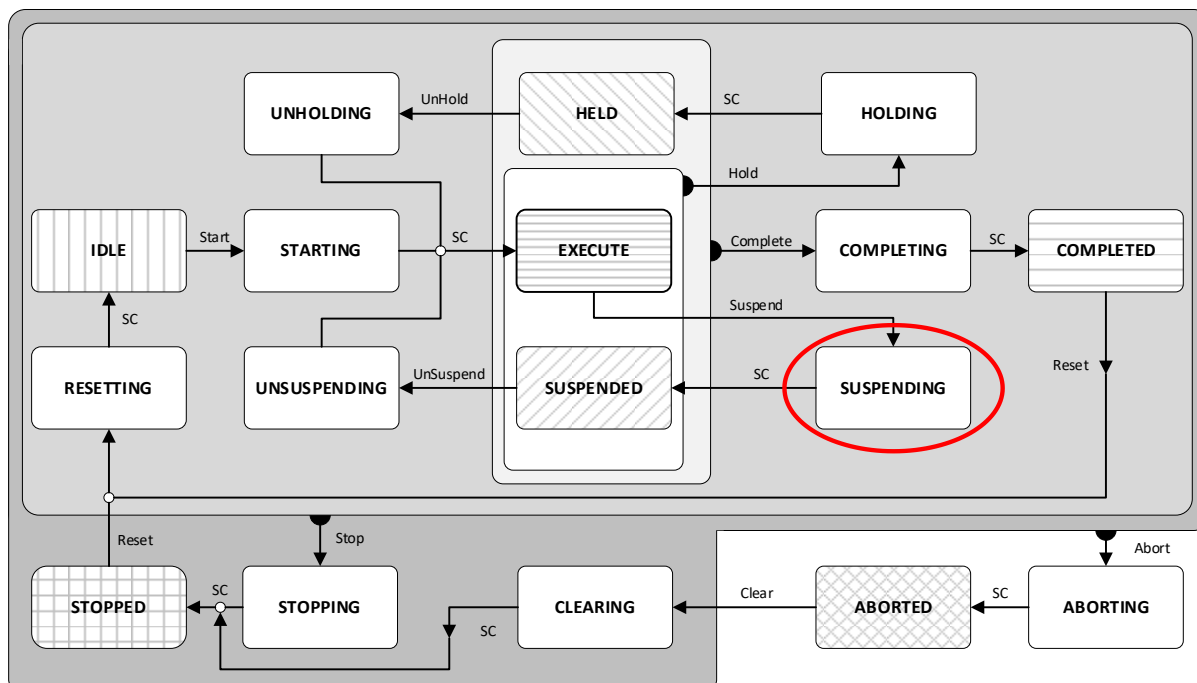 UNHOLDING
UnHold
HELD
SC
HOLDING
Hold
IDLE
Start
STARTING
SC
EXECUTE
Complete
COMPLETING
SC
COMPLETED
SC
Suspend
RESETTING
UNSUSPENDING
UnSuspend
SUSPENDED
SC
SUSPENDING
Reset
Reset
Stop
Abort
STOPPED
SC
STOPPING
CLEARING
SC
Clear
ABORTED
SC
ABORTING